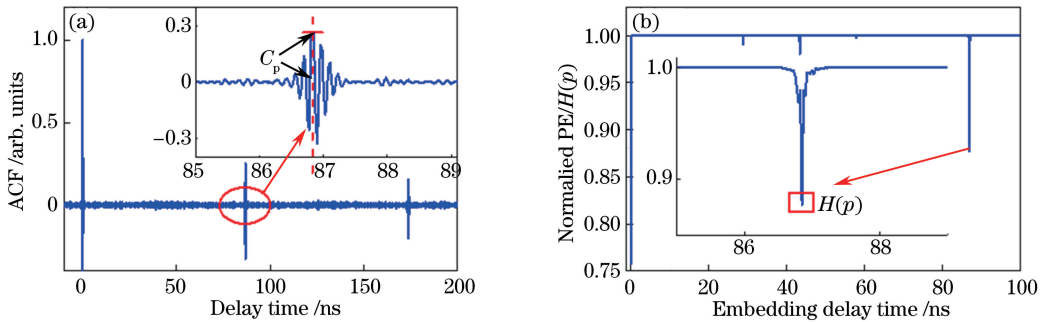 (a)
ACF /arb. units
1.0
0.5
0
0 50 100 150 200
Delay time /ns
0.3
0
−0.3
85 86 87 88 89
Cp
(b)
Normalied PE/H(p)
1.00
0.95
0.90
0.85
0.80
0.75
0 20 40 60 80 100
Embedding delay time /ns
1.0
0.9
86 88
H(p)